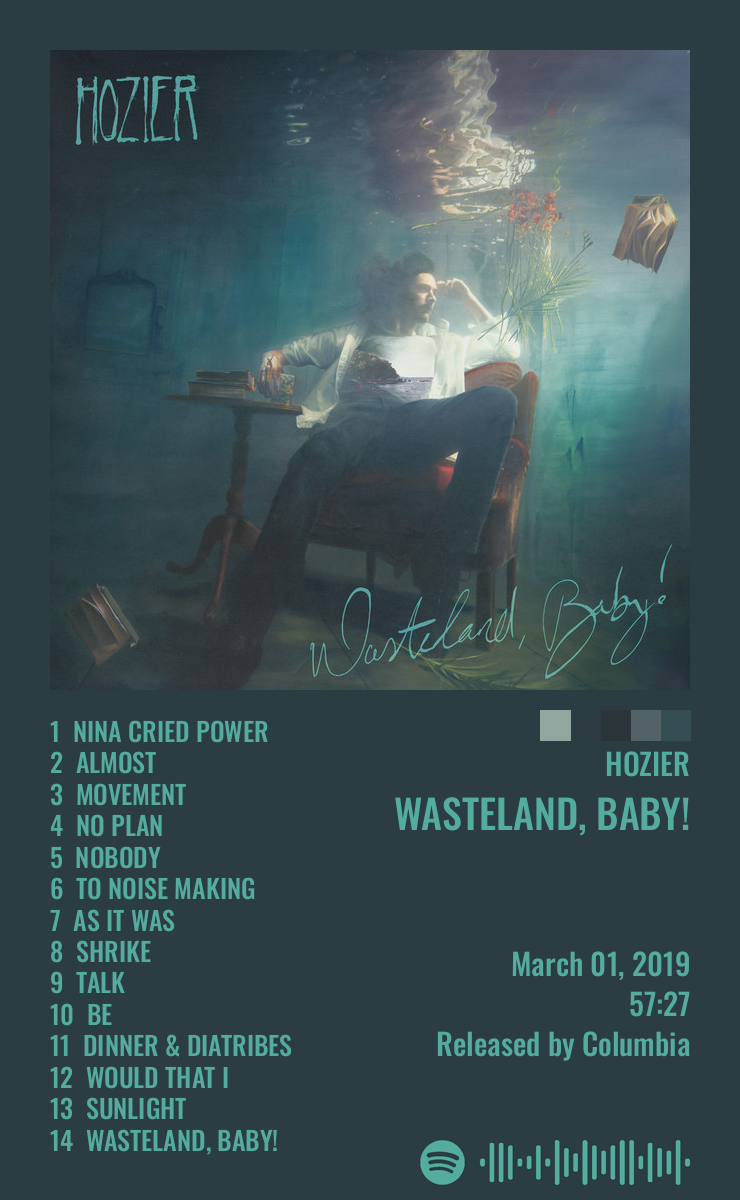 HOZIER
Wasteland, Baby!
1 NINA CRIED POWER
2 ALMOST
3 MOVEMENT
4 NO PLAN
5 NOBODY
6 TO NOISE MAKING
7 AS IT WAS
8 SHRIKE
9 TALK
10 BE
11 DINNER & DIATRIBES
12 WOULD THAT I
13 SUNLIGHT
14 WASTELAND, BABY!
HOZIER
WASTELAND, BABY!
March 01, 2019
57:27
Released by Columbia